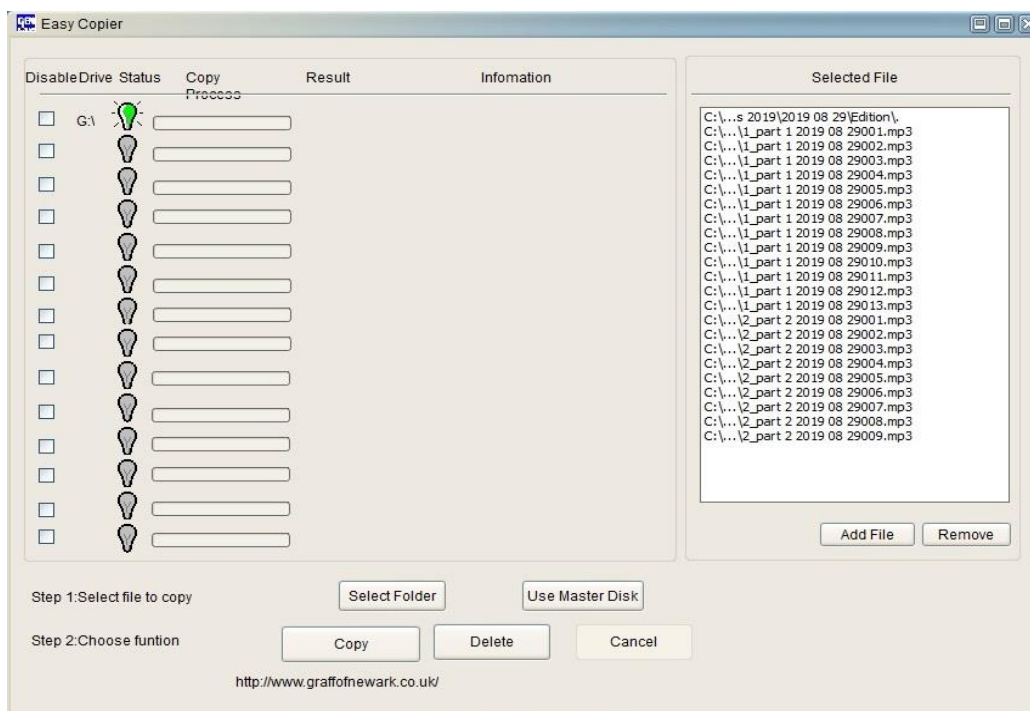 Easy Copier
Disable Drive Status Copy Process Result Infomation
G:\
Selected File
C:\...s 2019\2019 08 29\Edition\.
C:\...\1_part 1 2019 08 29001.mp3
C:\...\1_part 1 2019 08 29002.mp3
C:\...\1_part 1 2019 08 29003.mp3
C:\...\1_part 1 2019 08 29004.mp3
C:\...\1_part 1 2019 08 29005.mp3
C:\...\1_part 1 2019 08 29006.mp3
C:\...\1_part 1 2019 08 29007.mp3
C:\...\1_part 1 2019 08 29008.mp3
C:\...\1_part 1 2019 08 29009.mp3
C:\...\1_part 1 2019 08 29010.mp3
C:\...\1_part 1 2019 08 29011.mp3
C:\...\1_part 1 2019 08 29012.mp3
C:\...\1_part 1 2019 08 29013.mp3
C:\...\2_part 2 2019 08 29001.mp3
C:\...\2_part 2 2019 08 29002.mp3
C:\...\2_part 2 2019 08 29003.mp3
C:\...\2_part 2 2019 08 29004.mp3
C:\...\2_part 2 2019 08 29005.mp3
C:\...\2_part 2 2019 08 29006.mp3
C:\...\2_part 2 2019 08 29007.mp3
C:\...\2_part 2 2019 08 29008.mp3
C:\...\2_part 2 2019 08 29009.mp3
Add File Remove
Step 1:Select file to copy Select Folder Use Master Disk
Step 2:Choose funtion Copy Delete Cancel
http://www.graffofnewark.co.uk/